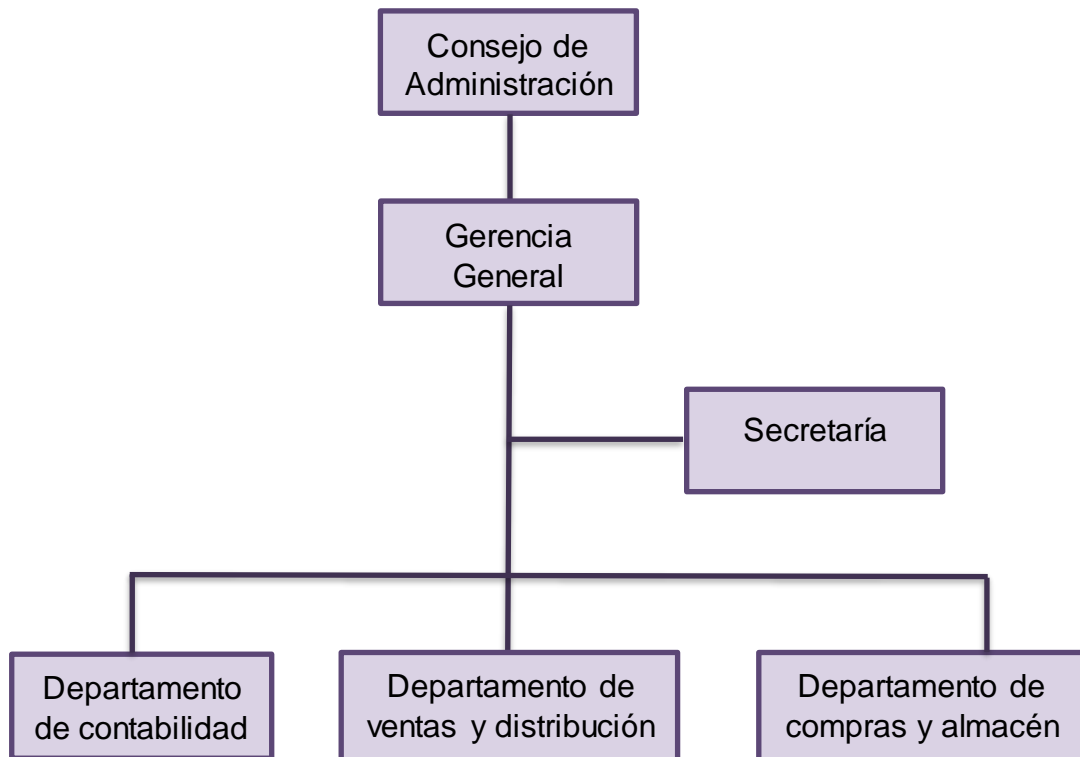 Consejo de
Administración
Gerencia
General
Secretaría
Departamento
de contabilidad
Departamento de
ventas y distribución
Departamento de
compras y almacén